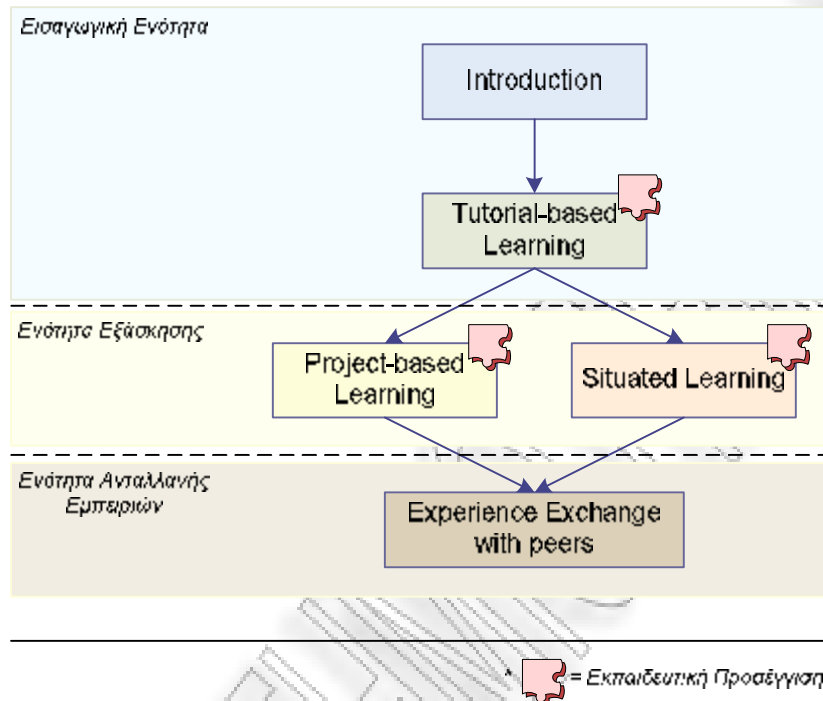 Εισαγωγική Ενότητα
Introduction
Tutorial-based
Learning
Ενότητα Εξάσκησης
Project-based
Learning
Situated Learning
Ενότητα Ανταλλαγής
Εμπειριών
Experience Exchange
with peers
* = Εκπαιδευτική Προσέγγιση